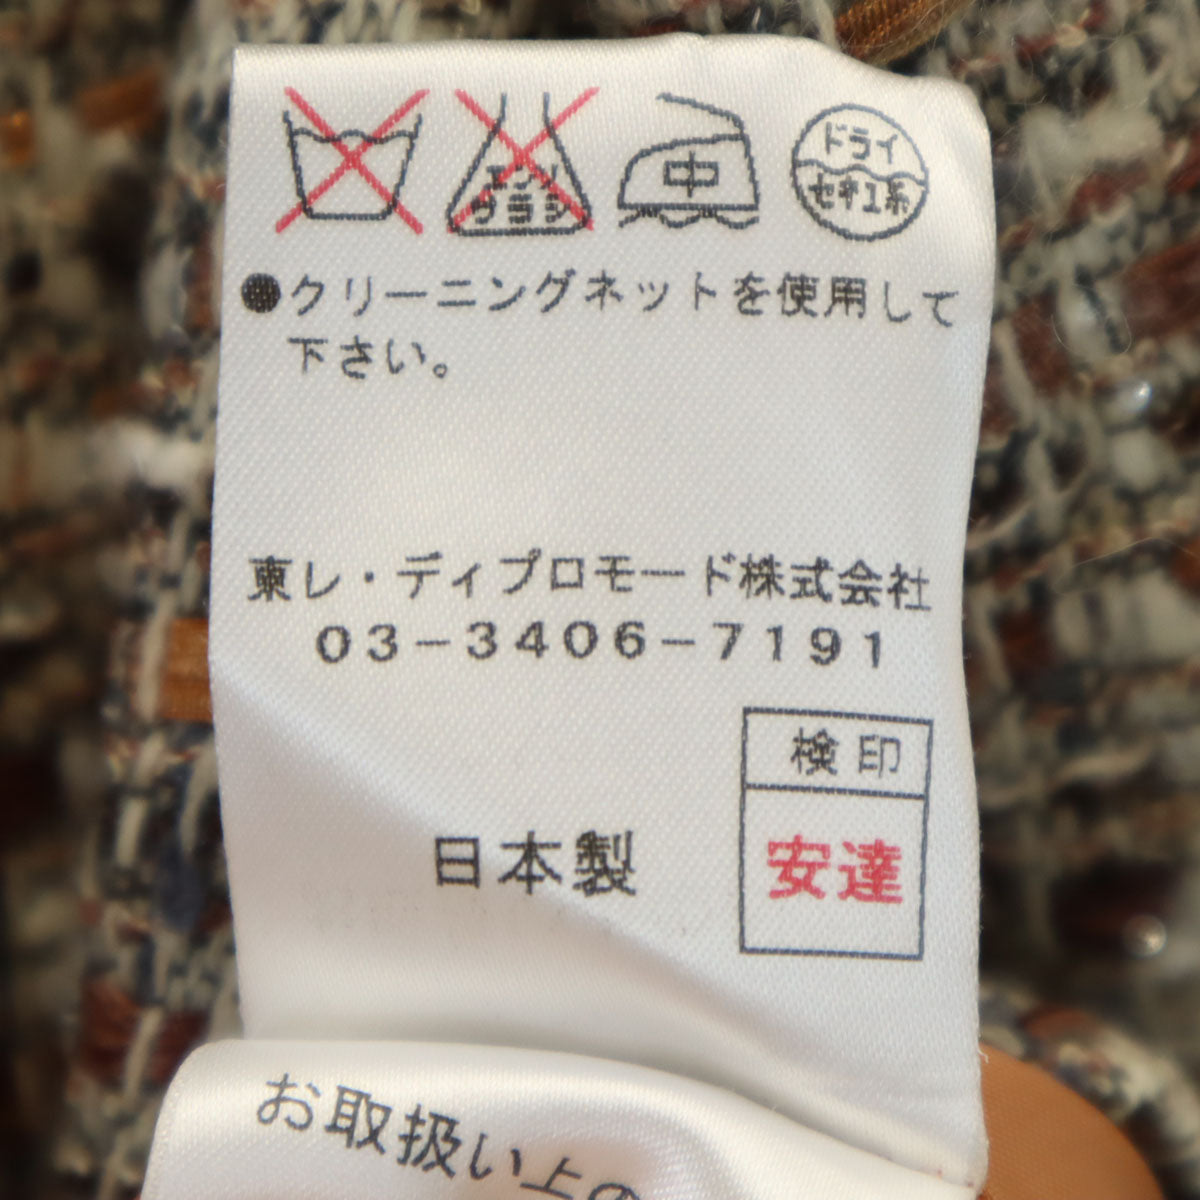 エンソ
サラシ
中
ドライ
セキユ系
●クリーニングネットを使用して
下さい。
東レ・ディプロモード株式会社
03-3406-7191
検印
日本製
安達
お取扱い上の